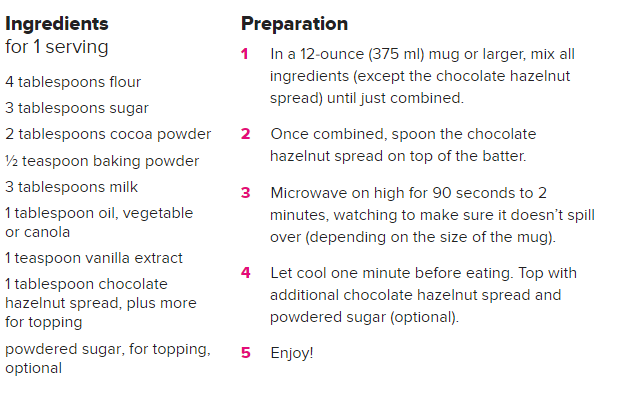 Ingredients
for 1 serving
4 tablespoons flour
3 tablespoons sugar
2 tablespoons cocoa powder
½ teaspoon baking powder
3 tablespoons milk
1 tablespoon oil, vegetable
or canola
1 teaspoon vanilla extract
1 tablespoon chocolate
hazelnut spread, plus more
for topping
powdered sugar, for topping,
optional
Preparation
1 In a 12-ounce (375 ml) mug or larger, mix all
ingredients (except the chocolate hazelnut
spread) until just combined.
2 Once combined, spoon the chocolate
hazelnut spread on top of the batter.
3 Microwave on high for 90 seconds to 2
minutes, watching to make sure it doesn’t spill
over (depending on the size of the mug).
4 Let cool one minute before eating. Top with
additional chocolate hazelnut spread and
powdered sugar (optional).
5 Enjoy!